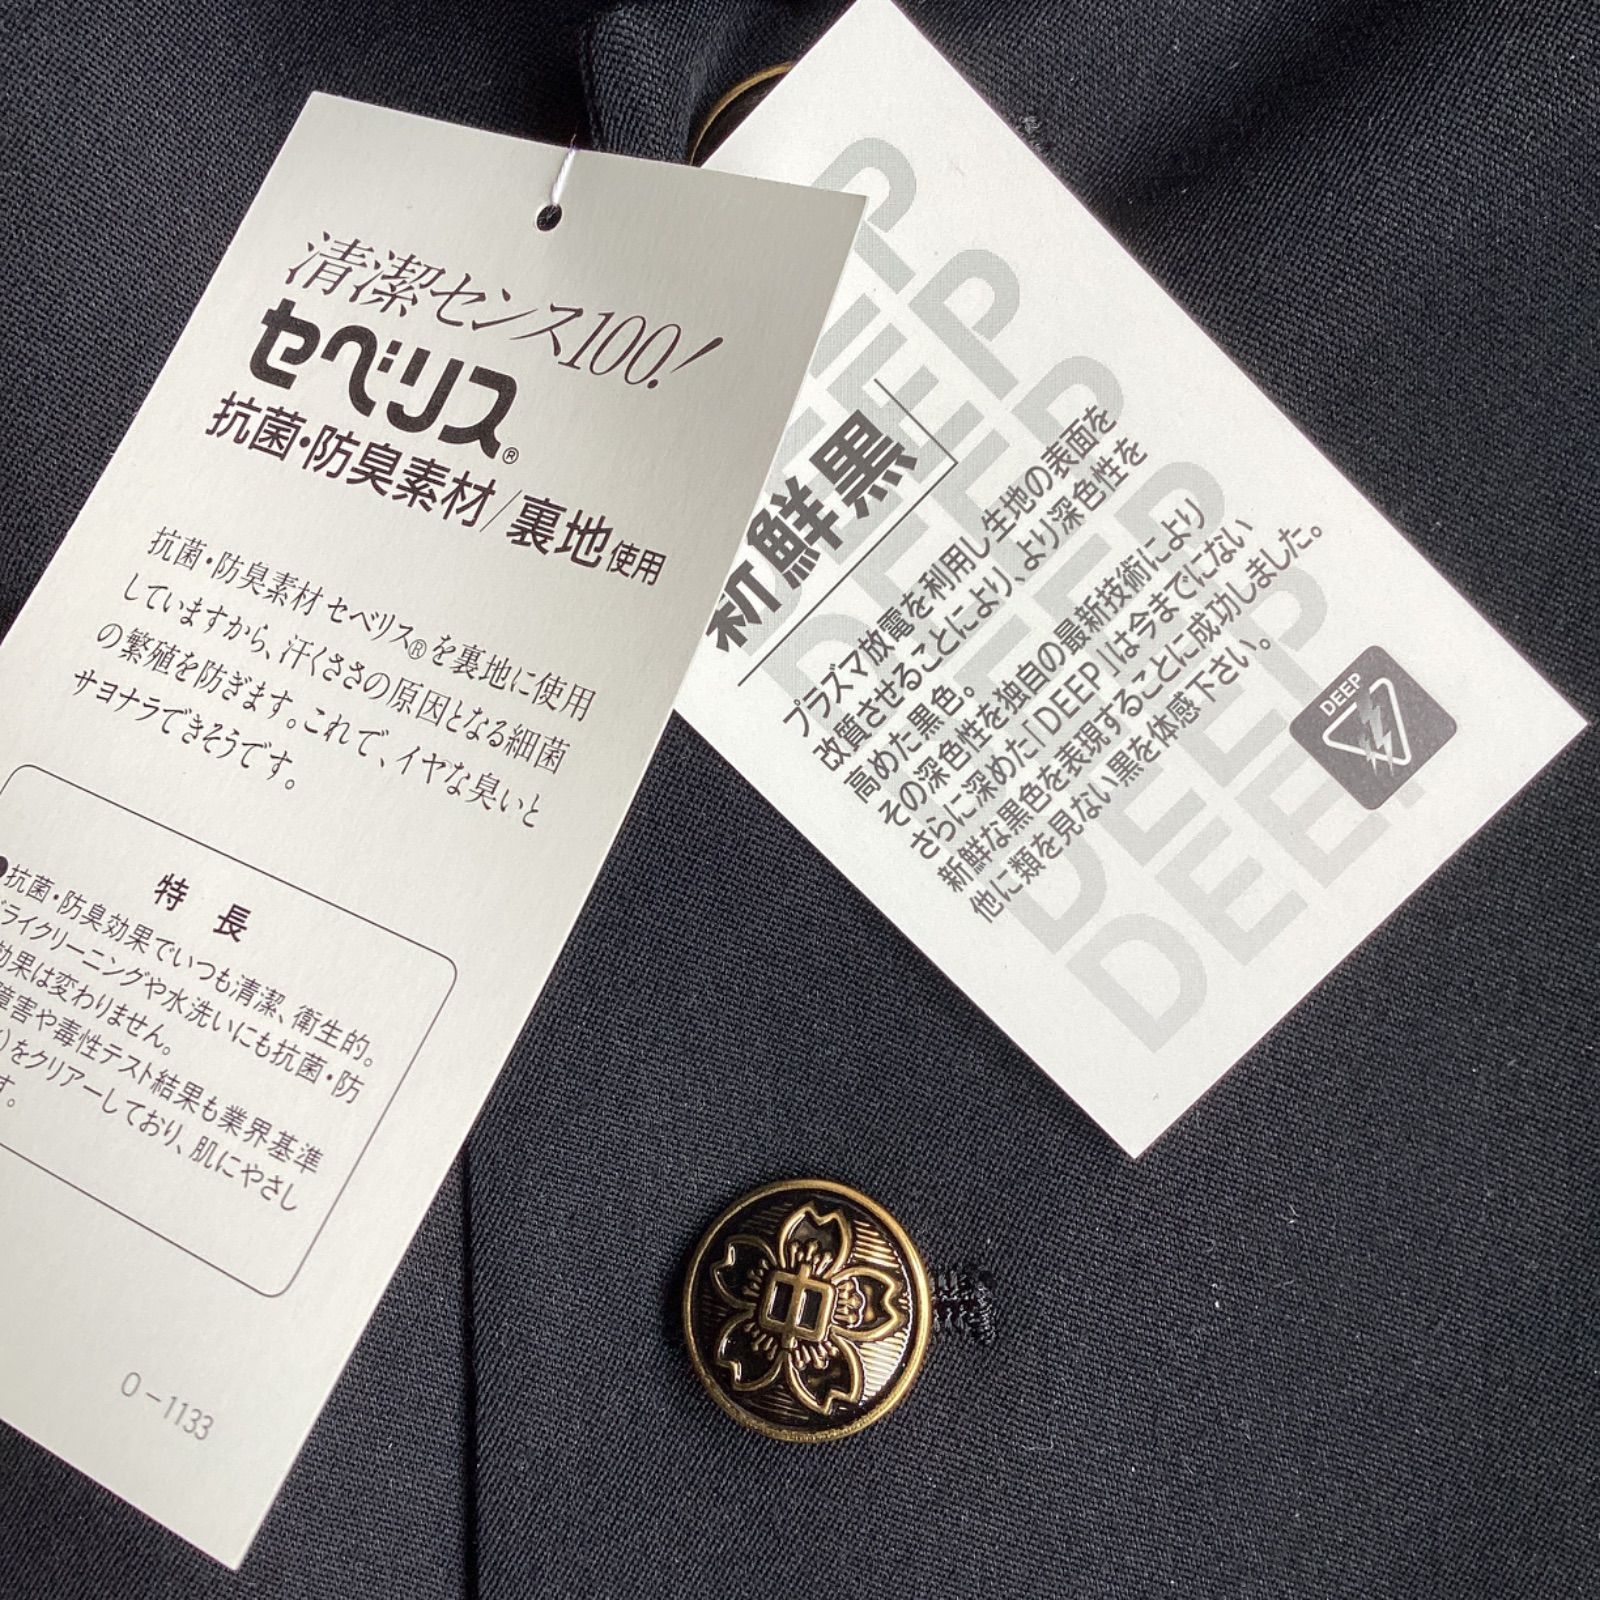 清潔センス100!
セベリス®
抗菌・防臭素材/裏地使用
抗菌・防臭素材 セベリス®を裏地に使用
していますから、汗くささの原因となる細菌
の繁殖を防ぎます。これで、イヤな臭いと
サヨナラできそうです。
特長
●抗菌・防臭効果でいつも清潔、衛生的。
ライクリーニングや水洗いにも抗菌・防
効果は変わりません。
障害や毒性テスト結果も業界基準
)をクリアーしており、肌にやさし
す。
O-1133
新鮮黒
プラズマ放電を利用し生地の表面を
改質させることにより、より深色性を
高めた黒色。
その深色性を独自の最新技術により
さらに深めた「DEEP」は今までにない
新鮮な黒色を表現することに成功しました。
他に類を見ない黒を体感下さい。
DEEP
DEEP
DEEP
DEEP
DEEP
DEEP
中